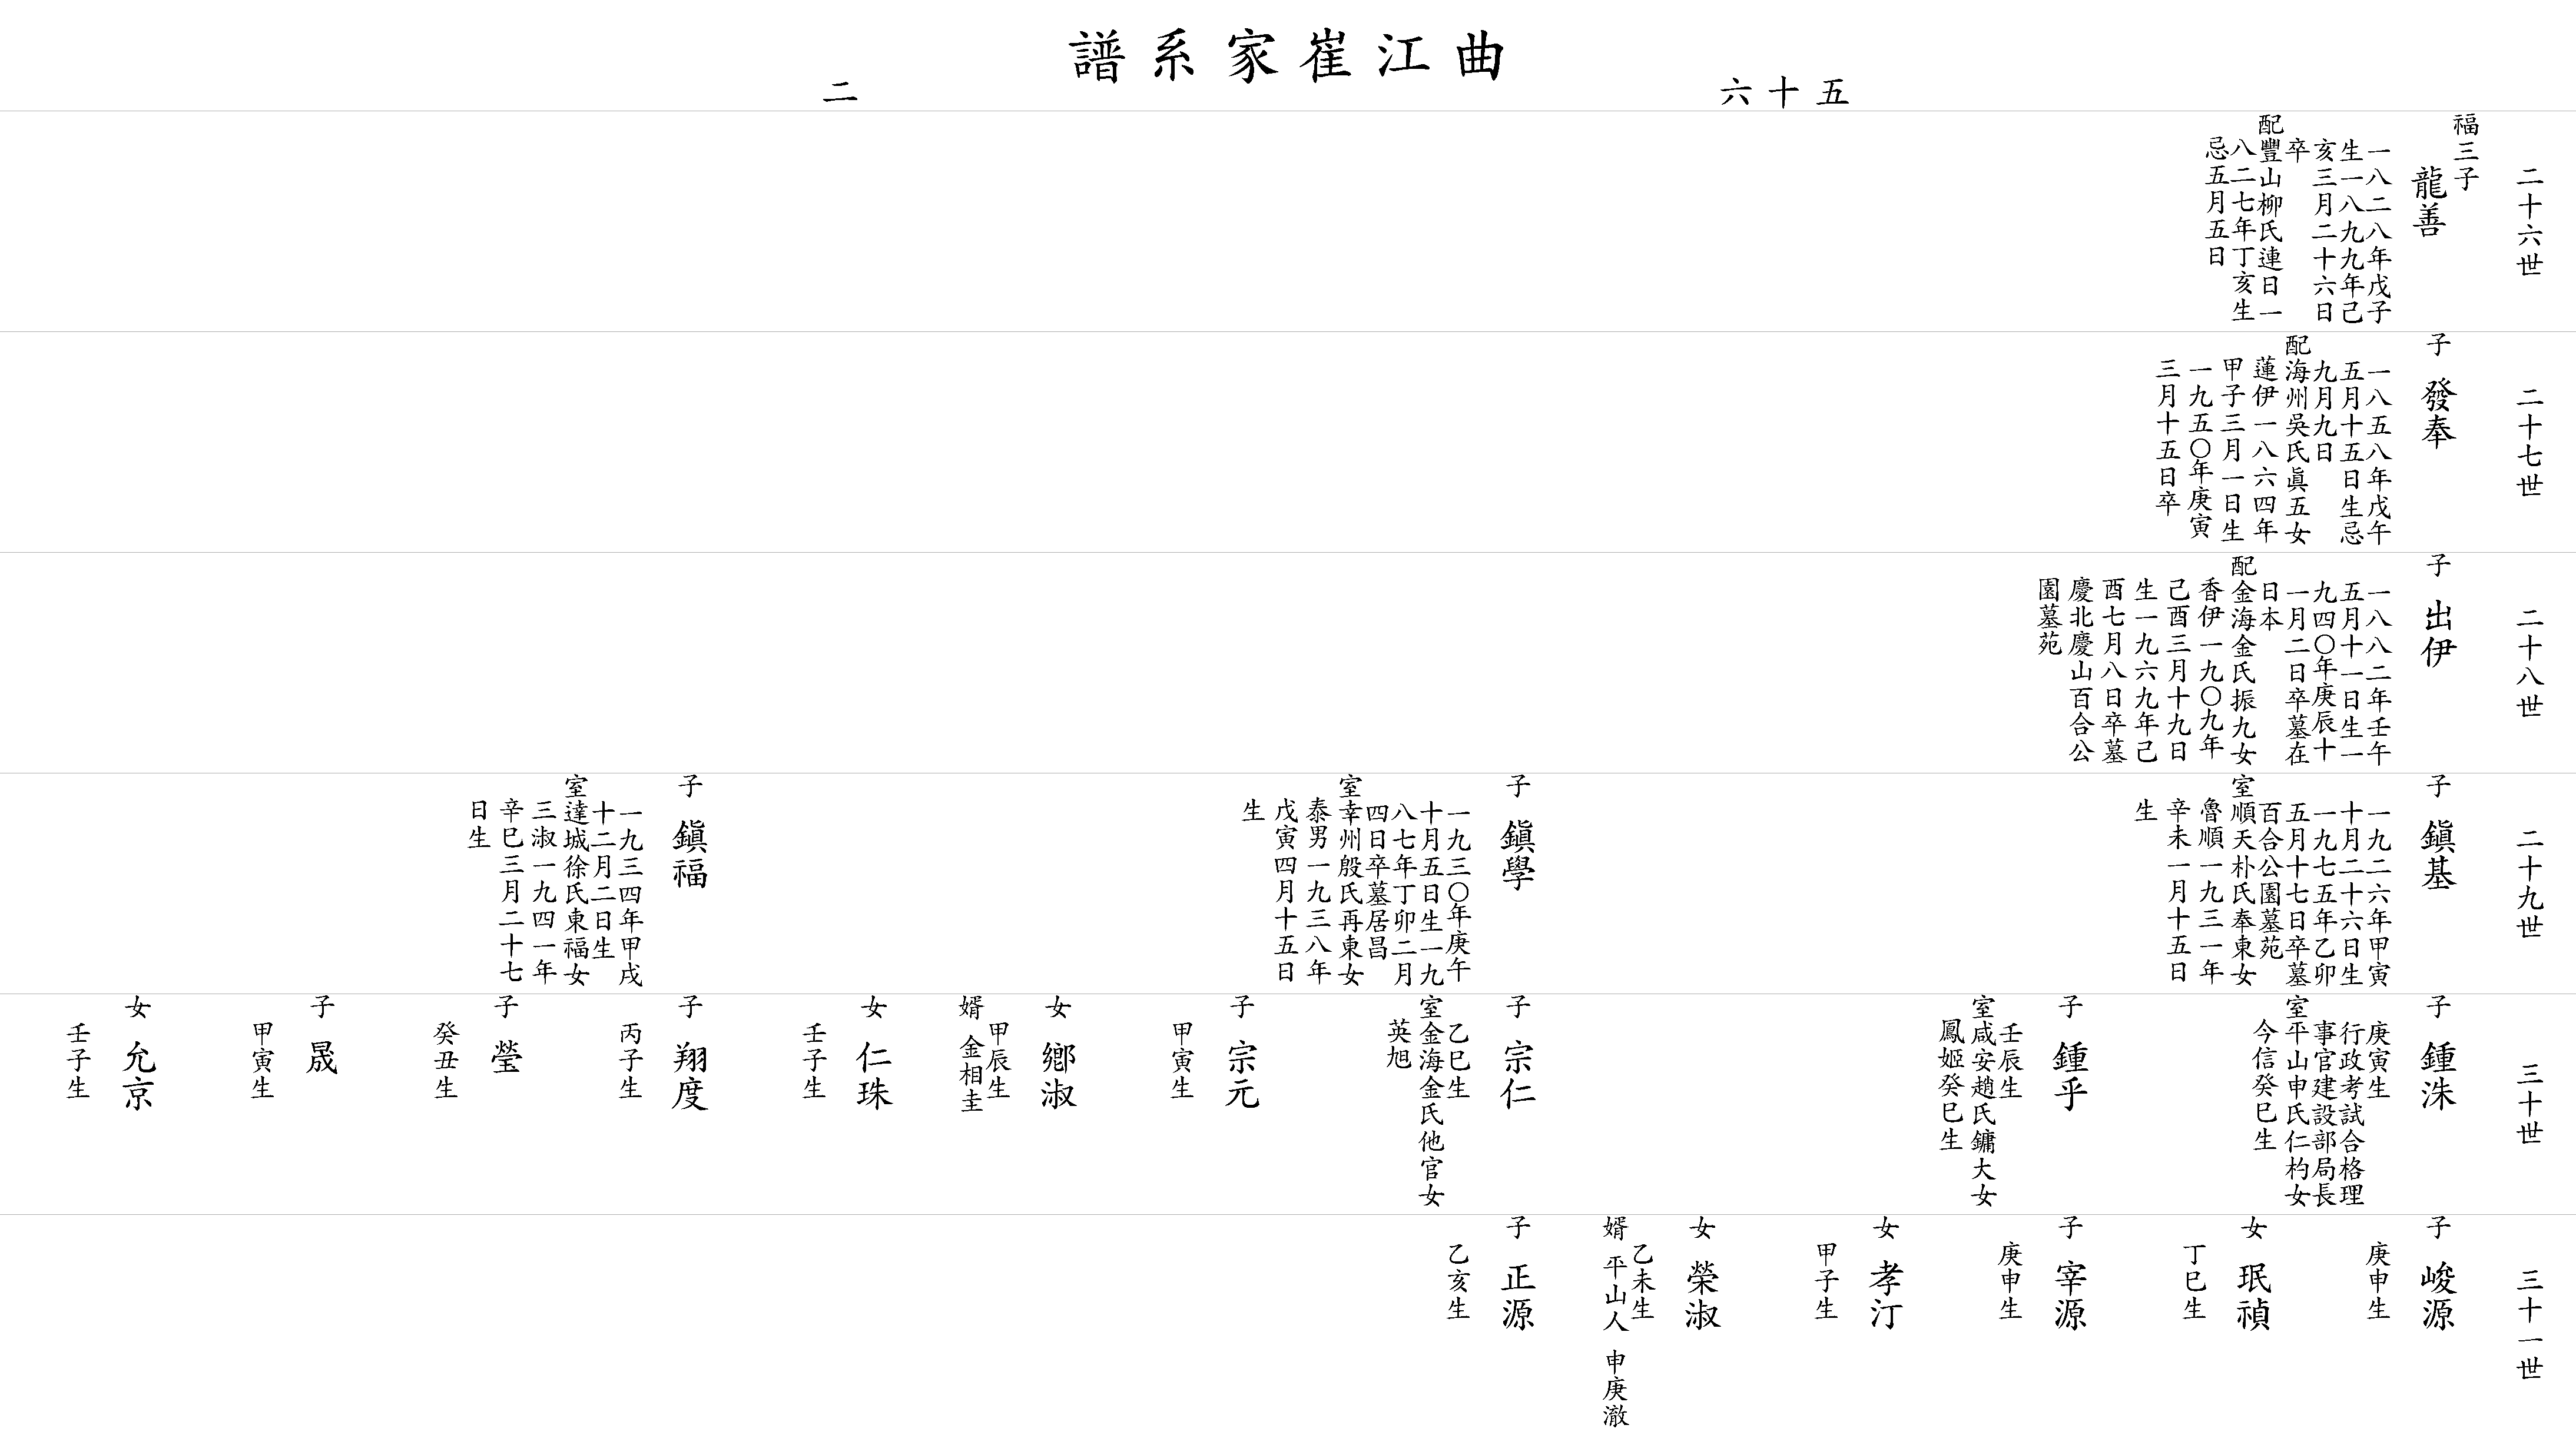 曲江崔家系譜
五十六
二
二十六世
福三子
龍善
一八二八年戊子
生一八九九年己
亥三月二十六日
卒
配豐山柳氏連日一
八二七年丁亥生
忌五月五日
二十七世
子
發奉
一八五八年戊午
五月十五日生忌
九月九日
配海州吳氏眞五女
蓮伊一八六四年
甲子三月一日生
一九五〇年庚寅
三月十五日卒
二十八世
子
出伊
一八八二年壬午
五月十一日生一
九四〇年庚辰十
一月二日卒墓在
日本
配金海金氏振九女
香伊一九〇九年
己酉三月十九日
生一九六九年己
酉七月八日卒墓
慶北慶山百合公
園墓苑
二十九世
子
鎭基
一九二六年甲寅
十月二十六日生
一九七五年乙卯
五月十七日卒墓
百合公園墓苑
室順天朴氏奉東女
魯順一九三一年
辛未一月十五日
生
子
鎭學
一九三〇年庚午
十月五日生一九
八七年丁卯二月
四日卒墓居昌
室幸州殷氏再東女
泰男一九三八年
戊寅四月十五日
生
子
鎭福
一九三四年甲戌
十二月二日生
室達城徐氏東福女
三淑一九四一年
辛巳三月二十七
日生
三十世
子
鍾洙
庚寅生
行政考試合格理
事官建設部局長
室平山申氏仁杓女
今信癸巳生
子
鍾乎
壬辰生
室咸安趙氏鏞大女
鳳姬癸巳生
子
宗仁
乙巳生
室金海金氏他官女
英旭
子
宗元
甲寅生
女
鄕淑
甲辰生
婿 金相圭
女
仁珠
壬子生
子
翔度
丙子生
子
瑩
癸丑生
子
晟
甲寅生
女
允京
壬子生
三十一世
子
峻源
庚申生
女
珉禎
丁巳生
子
宰源
庚申生
女
孝汀
甲子生
女
榮淑
乙未生
婿 平山人 申庚澈
子
正源
乙亥生